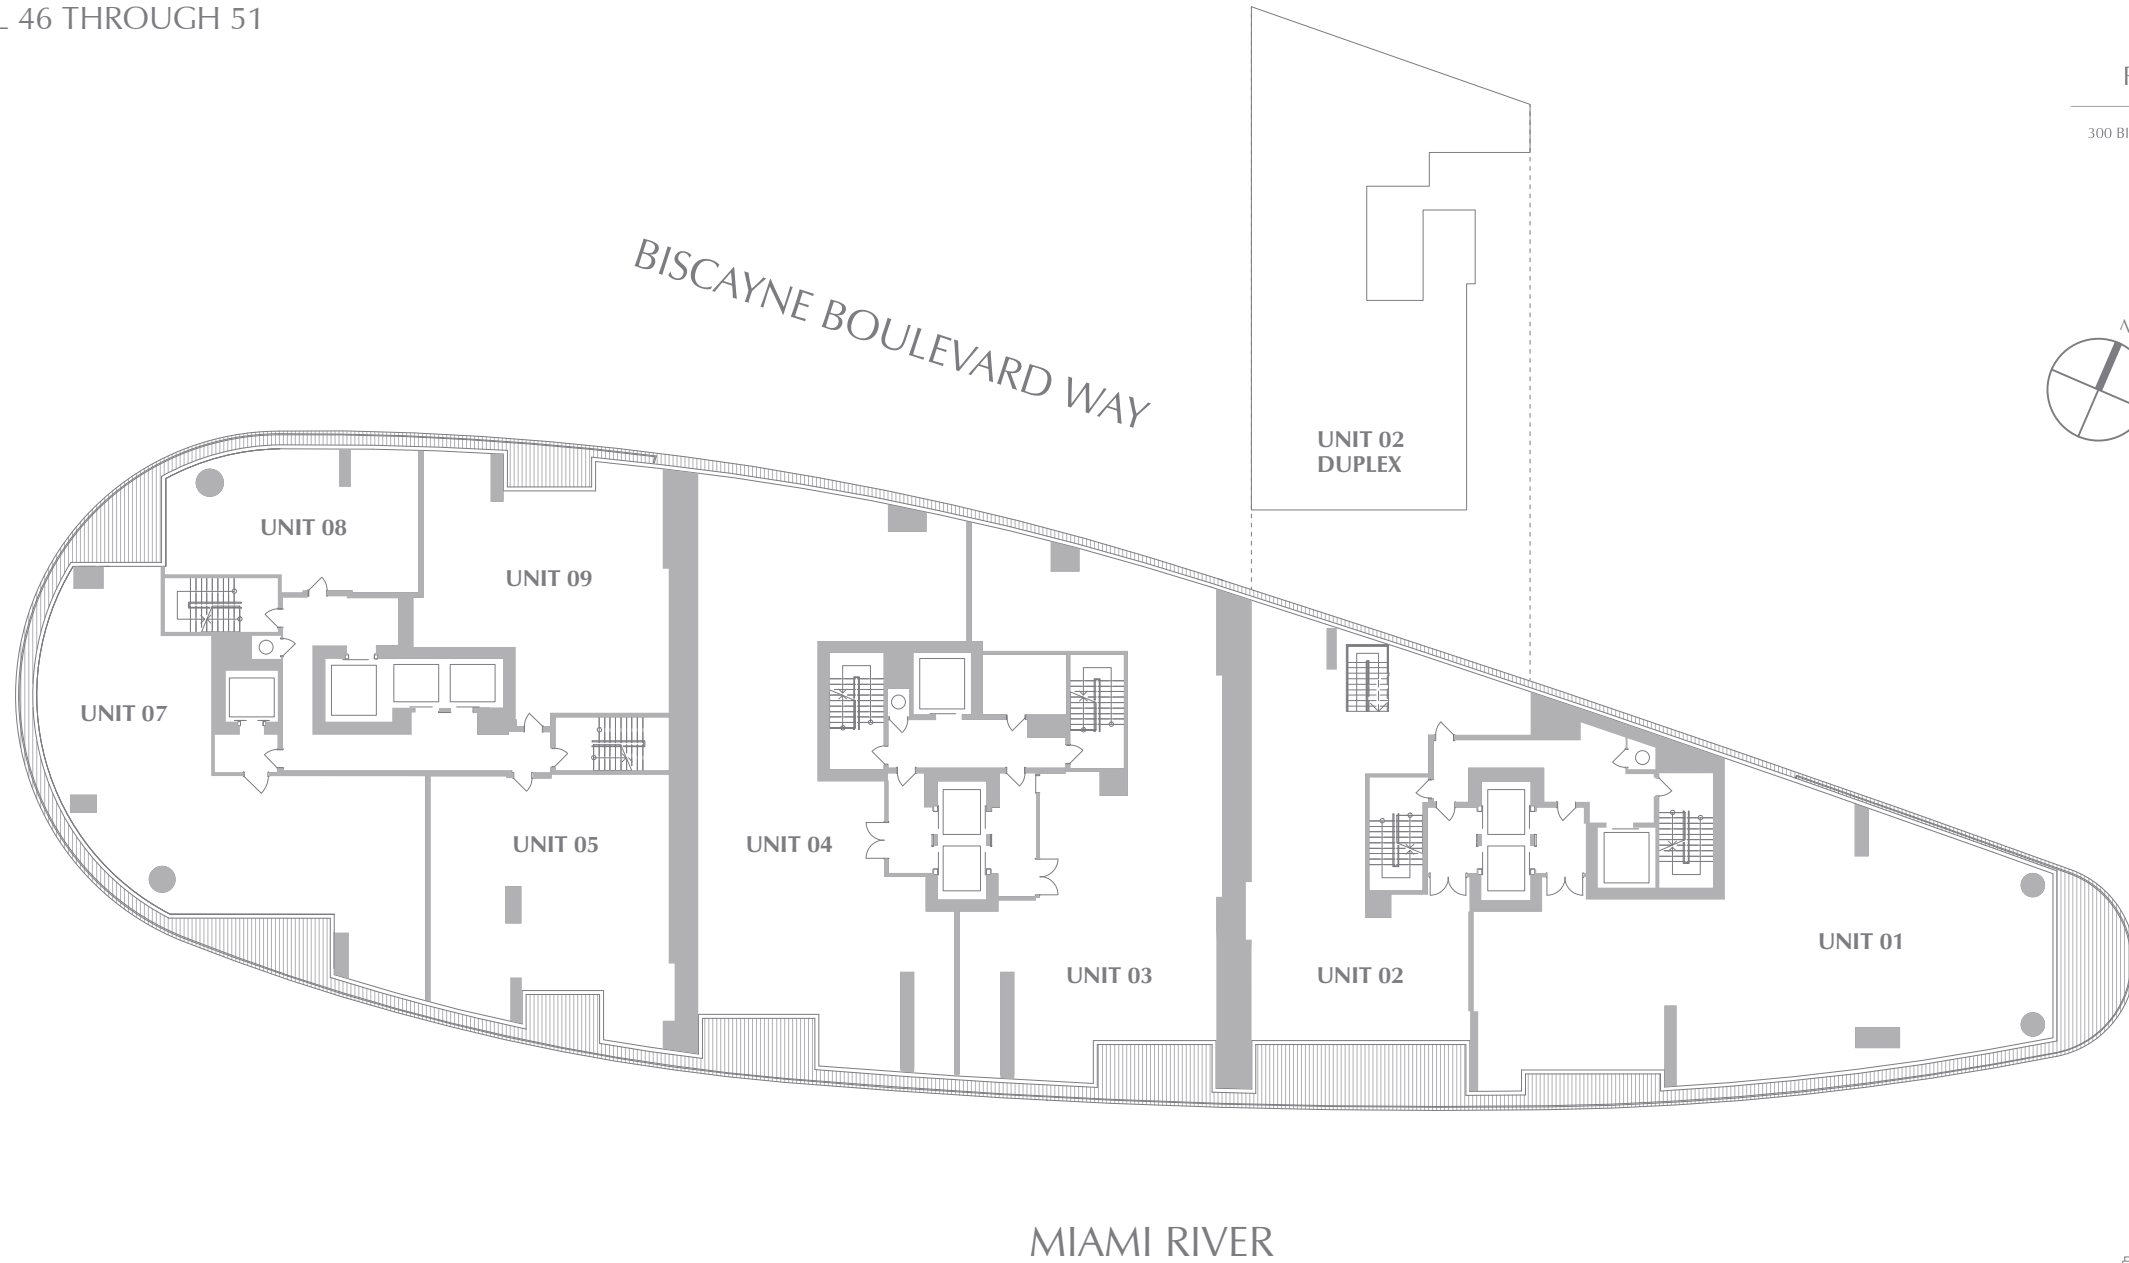 46 THROUGH 51
300
BISCAYNE BOULEVARD WAY
UNIT 02
DUPLEX
UNIT 08
UNIT 09
UNIT 07
UNIT 05
UNIT 04
UNIT 03
UNIT 02
UNIT 01
MIAMI RIVER